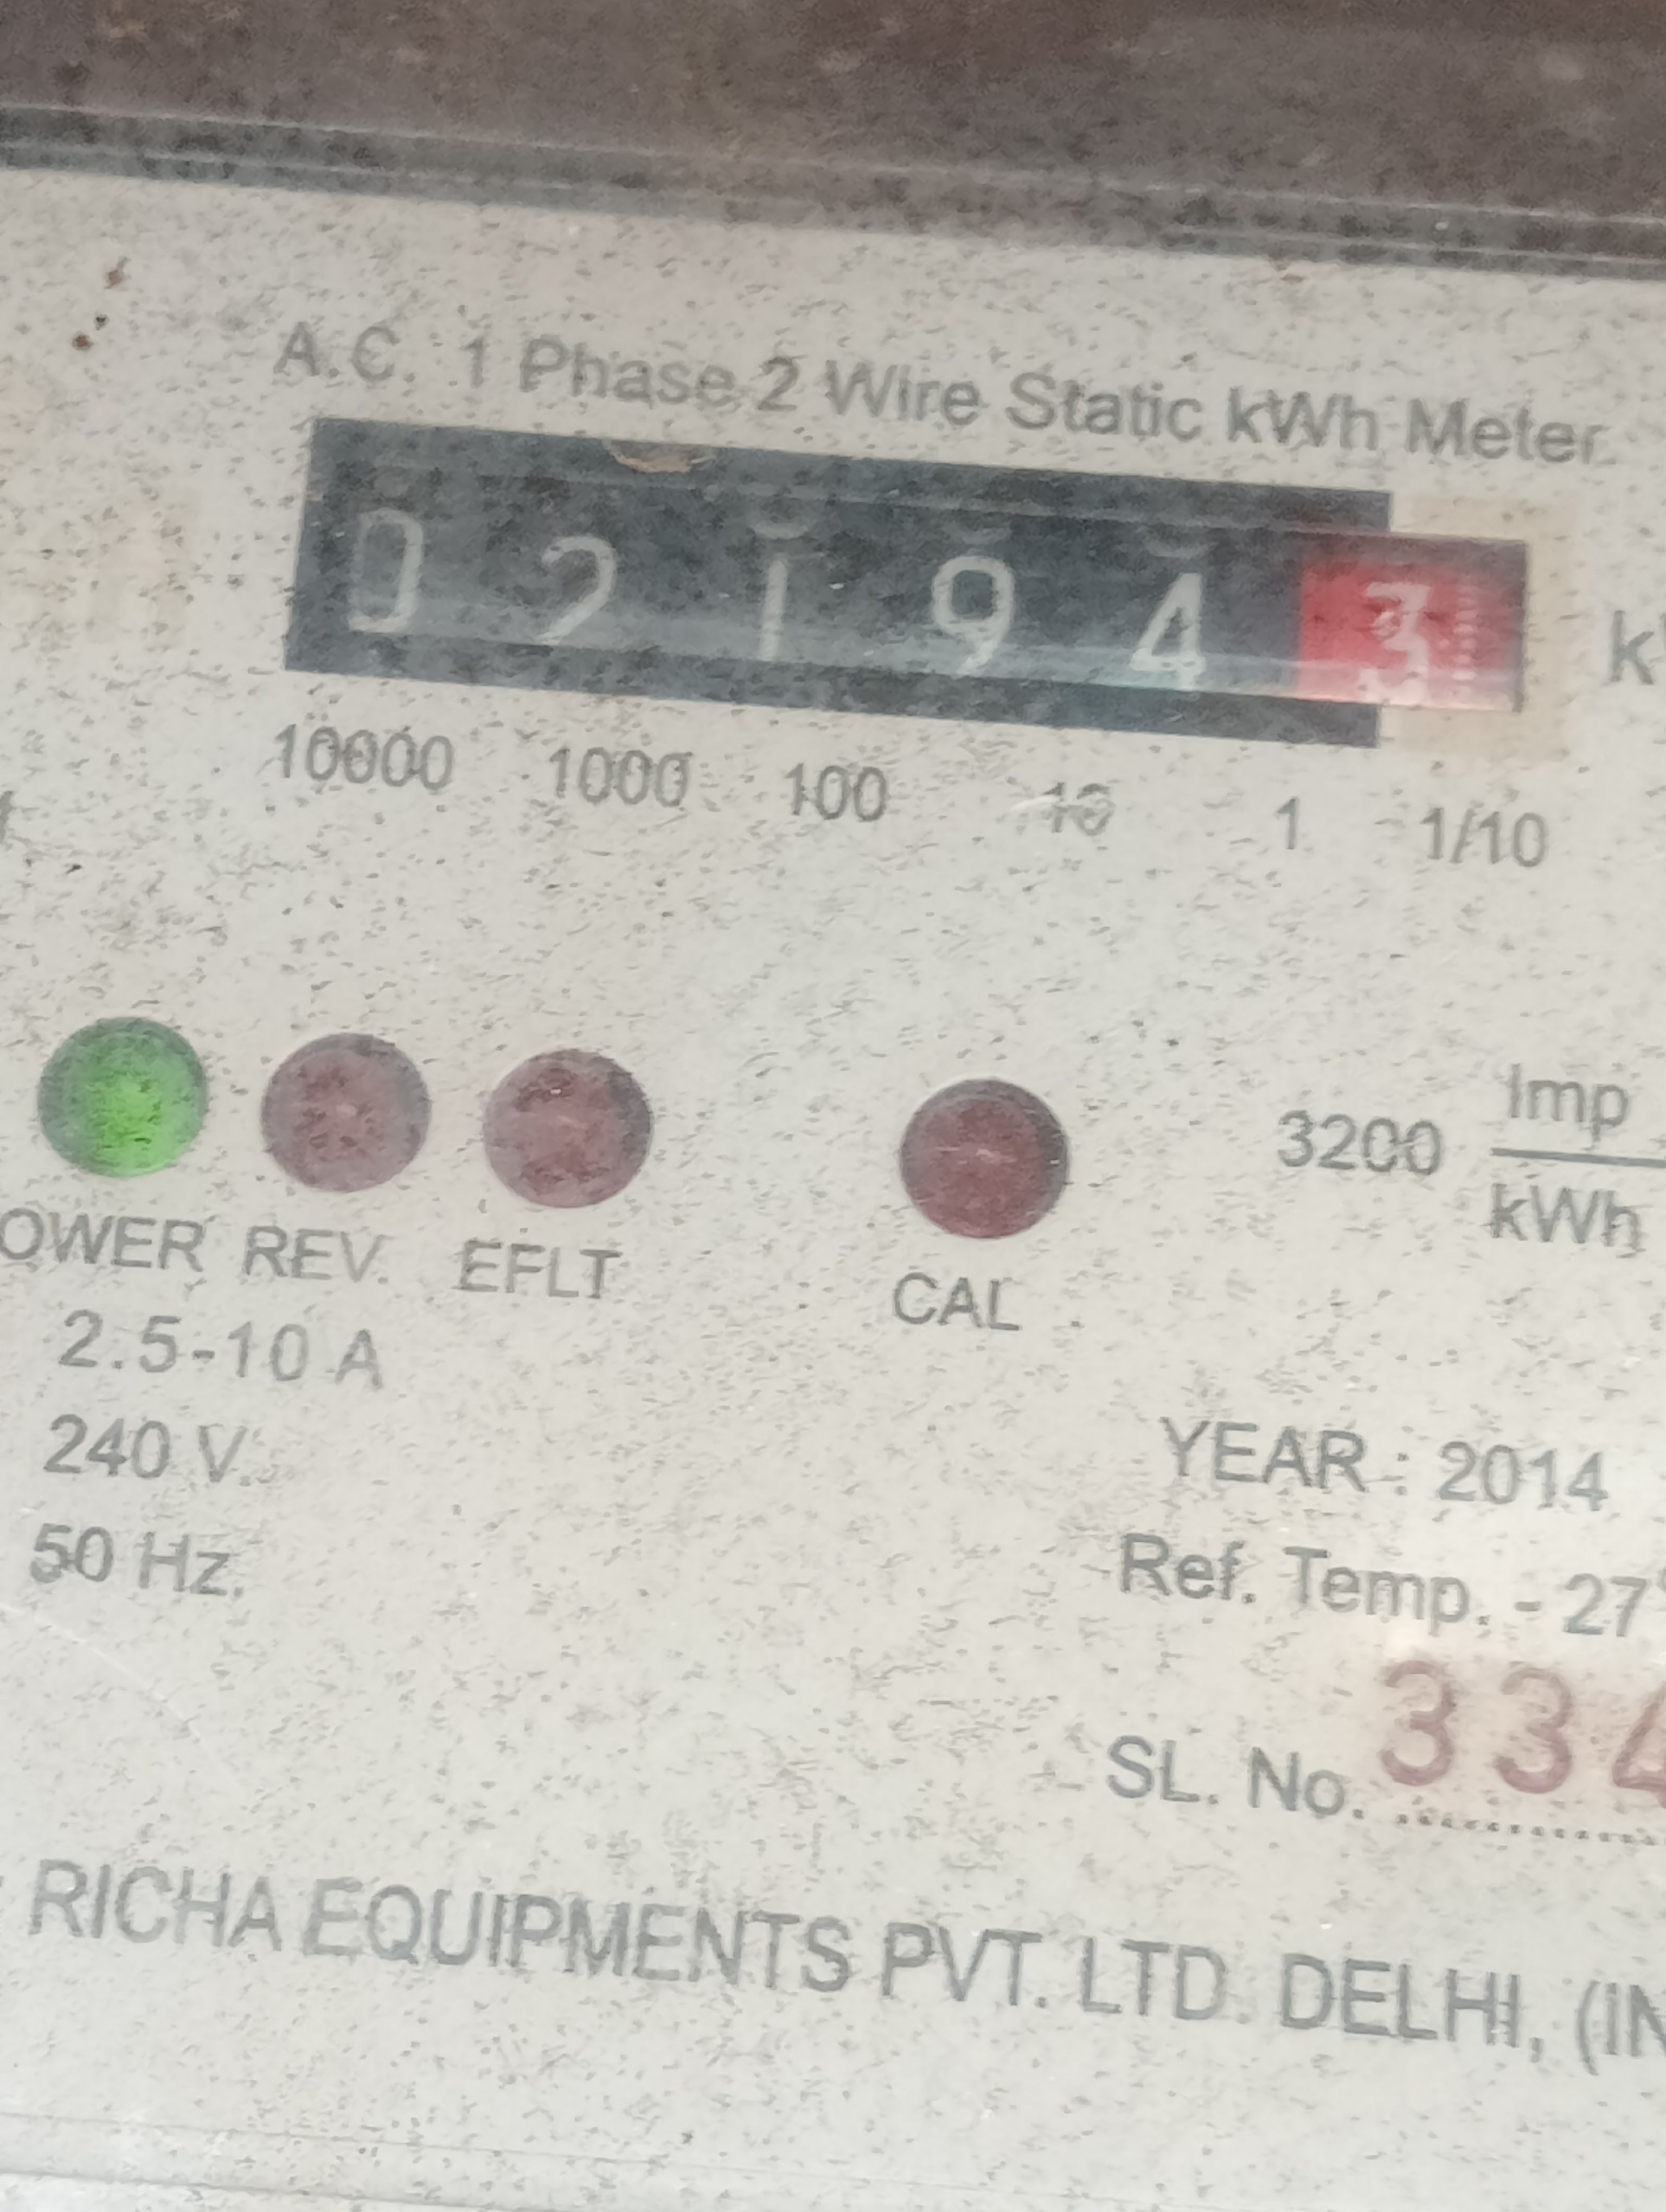 A.C. 1 Phase 2 Wire Static kWh Meter
0 2 1 9 4 3
10000 1000 100 10 1 1/10
3200 Imp
kWh
OWER REV. EFLT CAL
2.5-10 A
240 V.
50 Hz.
YEAR : 2014
Ref. Temp. - 27°
SL. No. 334
RICHA EQUIPMENTS PVT. LTD. DELHI, (IN